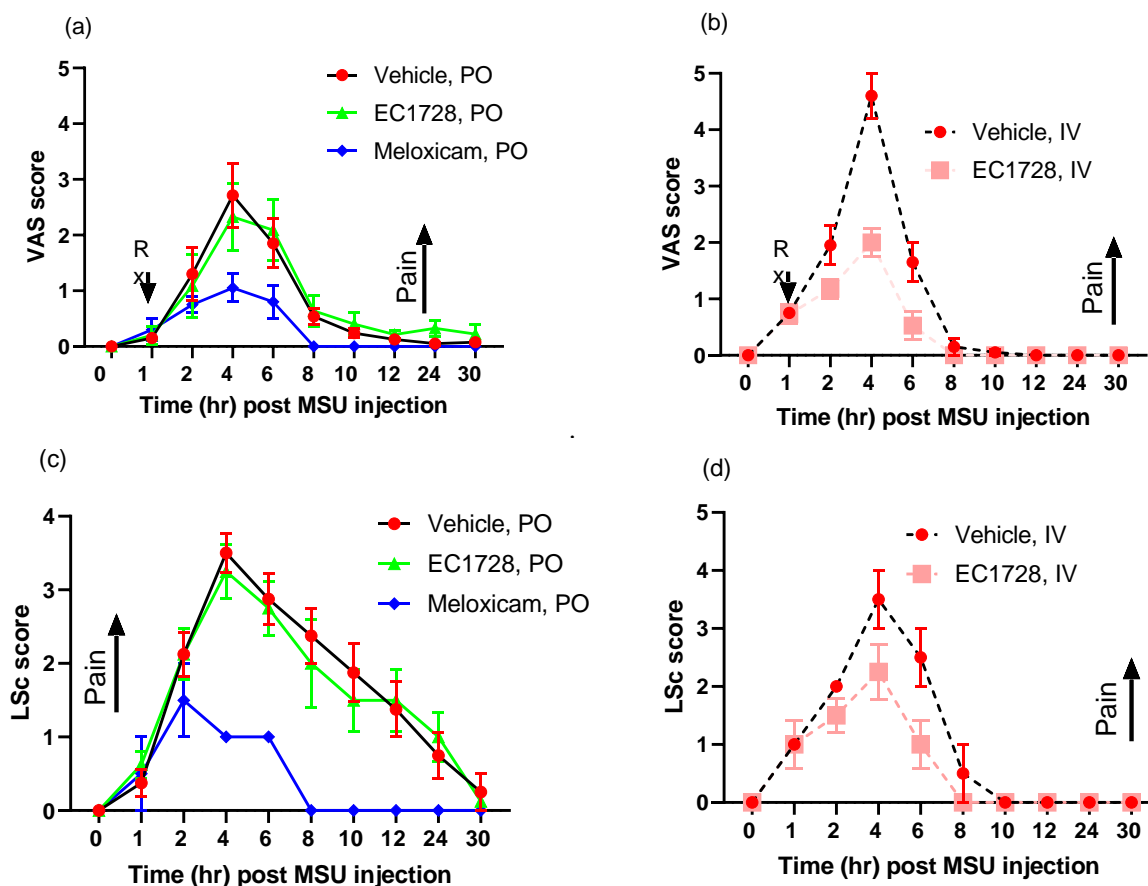 (a)
5
4
3
2
1
0
VAS score
Vehicle, PO
EC1728, PO
Meloxicam, PO
R
x
Pain
0 1 2 4 6 8 10 12 24 30
Time (hr) post MSU injection
(b)
5
4
3
2
1
0
VAS score
Vehicle, IV
EC1728, IV
R
x
Pain
0 1 2 4 6 8 10 12 24 30
Time (hr) post MSU injection
(c)
4
3
2
1
0
LSc score
Vehicle, PO
EC1728, PO
Meloxicam, PO
Pain
0 1 2 4 6 8 10 12 24 30
Time (hr) post MSU injection
(d)
5
4
3
2
1
0
LSc score
Vehicle, IV
EC1728, IV
Pain
0 1 2 4 6 8 10 12 24 30
Time (hr) post MSU injection